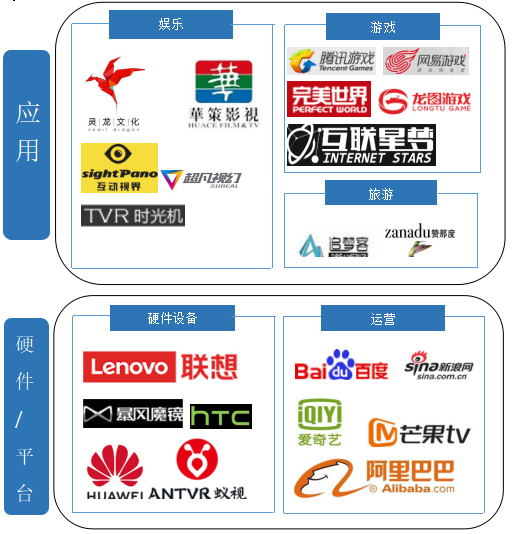 应用
娱乐
灵|龙|文|化
華策影視
HUACE FILM & TV
sightPano
互动视界
超凡视幻
SUREAL
TVR 时光机
游戏
腾讯游戏
Tencent Games
网易游戏
完美世界
PERFECT WORLD
龙图游戏
LONGTU GAME
互联星梦
INTERNET STARS
旅游
追梦客
zanadu 赞那度
硬件/平台
硬件设备
Lenovo 联想
暴风魔镜
hTC
HUAWEI
ANTVR 蚁视
运营
Bai du 百度
sina 新浪网
sina.com.cn
iQIYI
爱奇艺
芒果tv
阿里巴巴
Alibaba.com